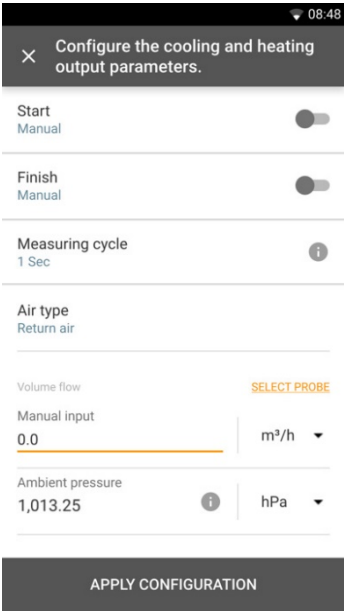 08:48
Configure the cooling and heating
output parameters.
Start
Manual
Finish
Manual
Measuring cycle
1 Sec
Air type
Return air
Volume flow SELECT PROBE
Manual input
0.0 m³/h
Ambient pressure
1,013.25 hPa
APPLY CONFIGURATION